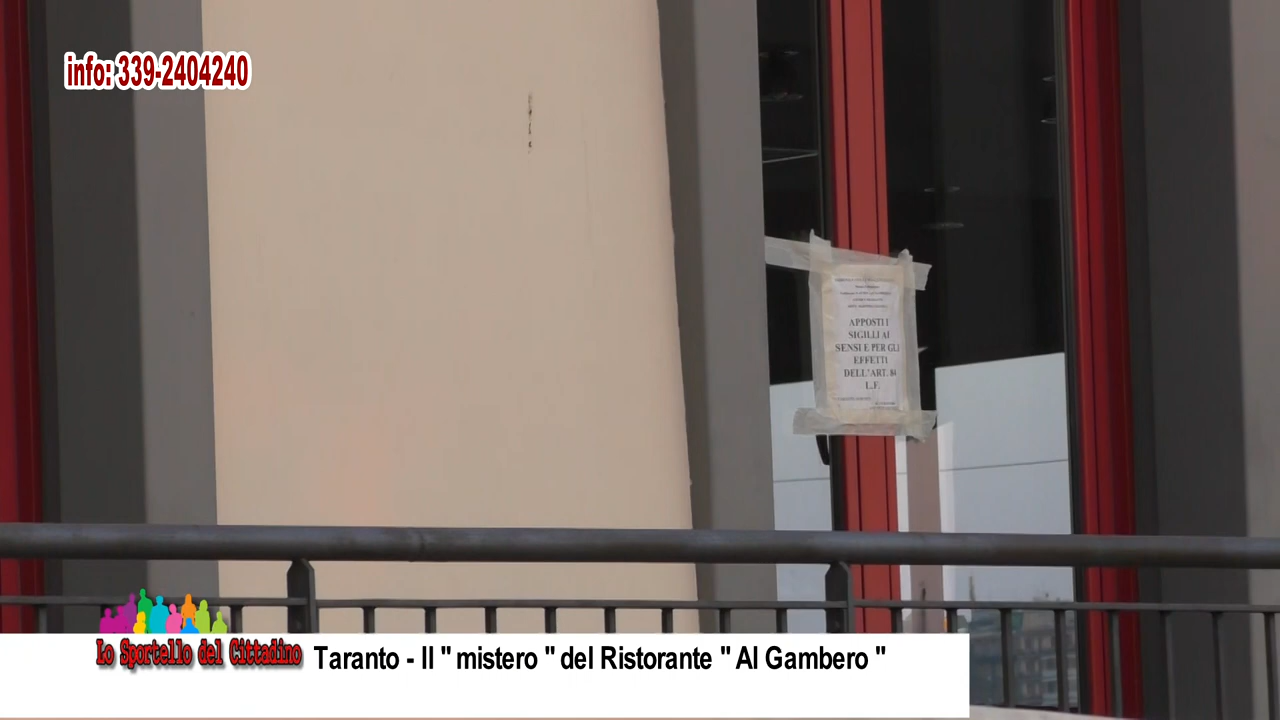 info: 339-2404240
APPOSTI I
SIGILLI AI
SENSI E PER GLI
EFFETTI
DELL'ART. 84
L.F.
Lo Sportello del Cittadino
Taranto - Il " mistero " del Ristorante " Al Gambero "